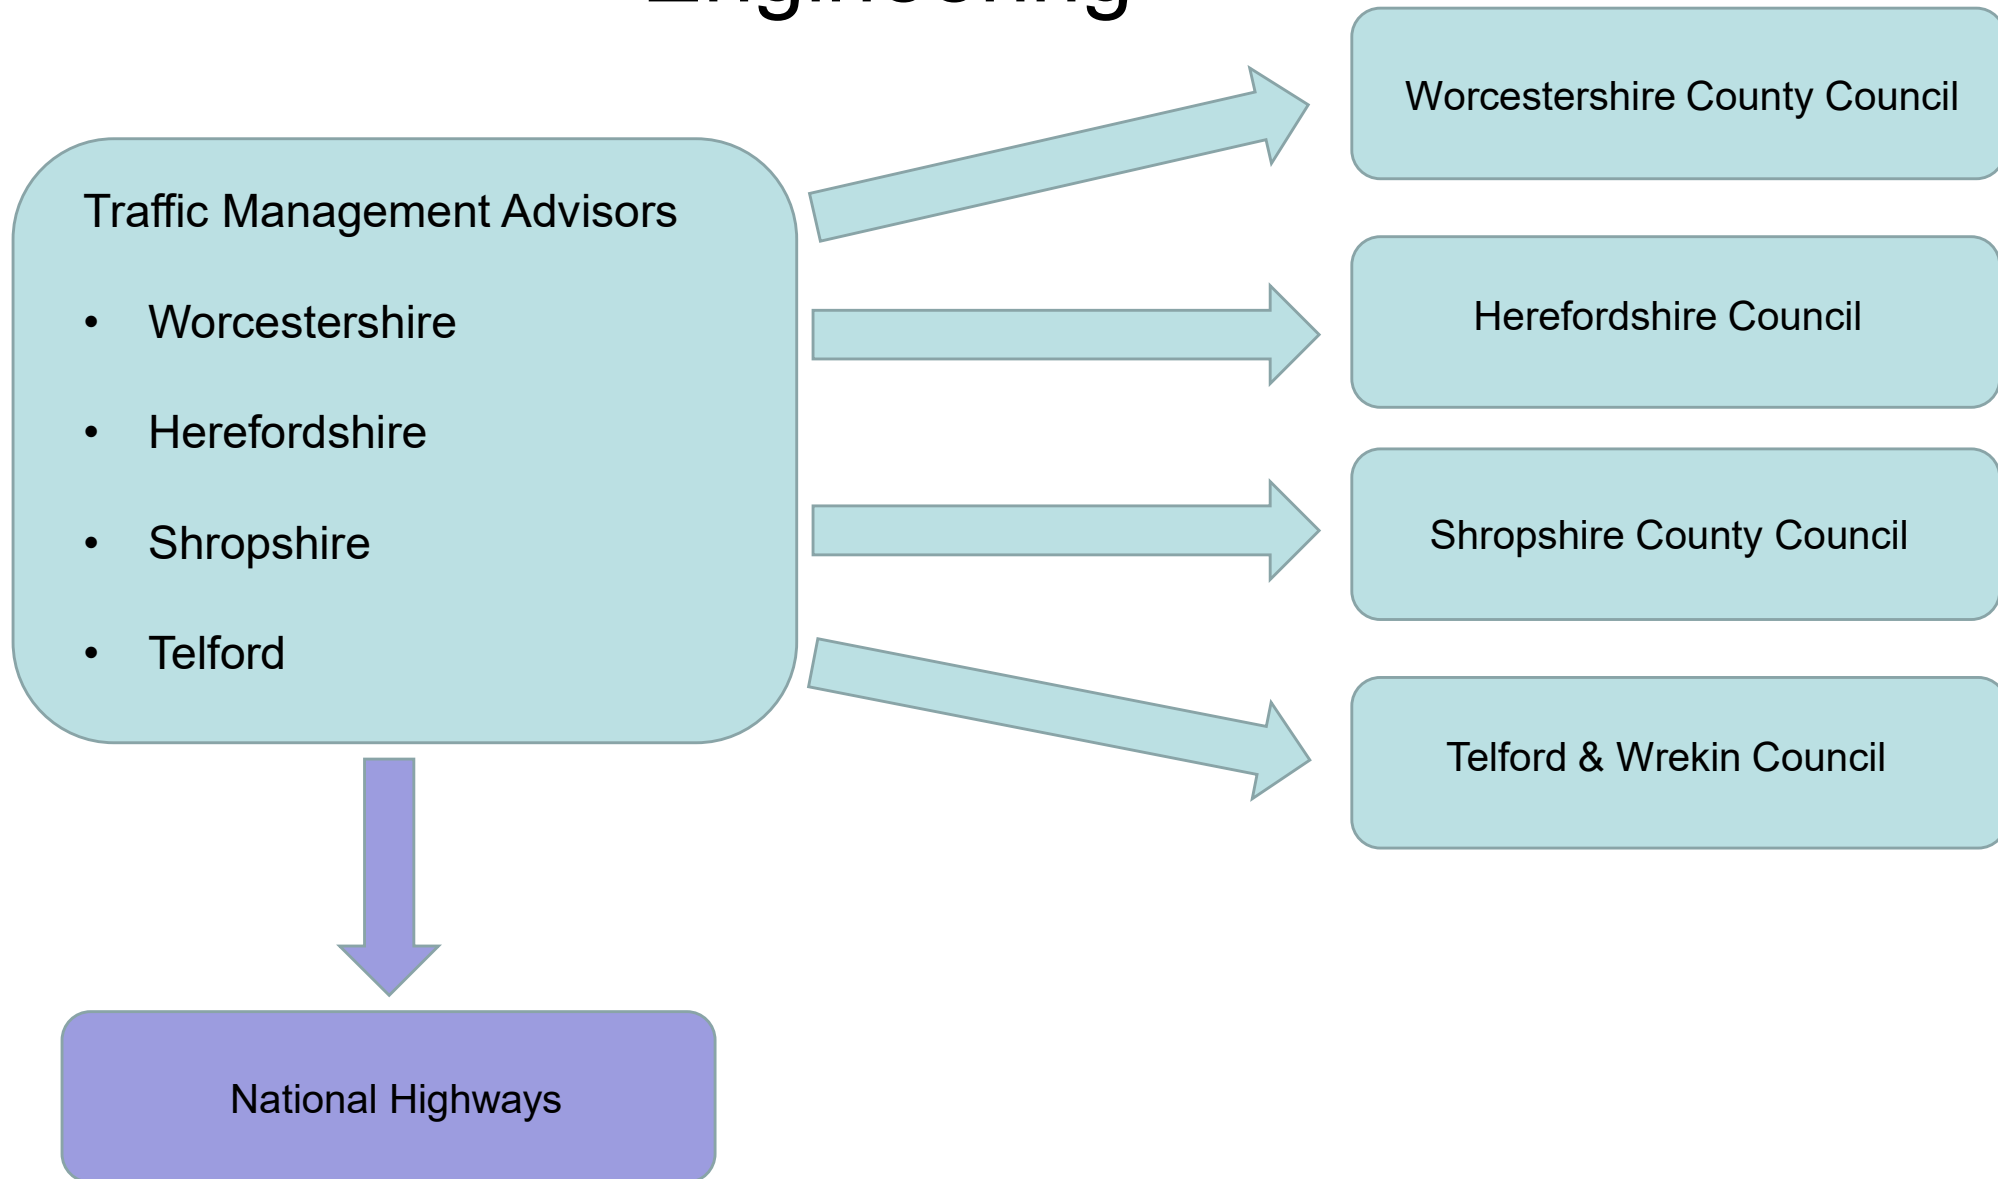 Engineering
Traffic Management Advisors
• Worcestershire
• Herefordshire
• Shropshire
• Telford
Worcestershire County Council
Herefordshire Council
Shropshire County Council
Telford & Wrekin Council
National Highways